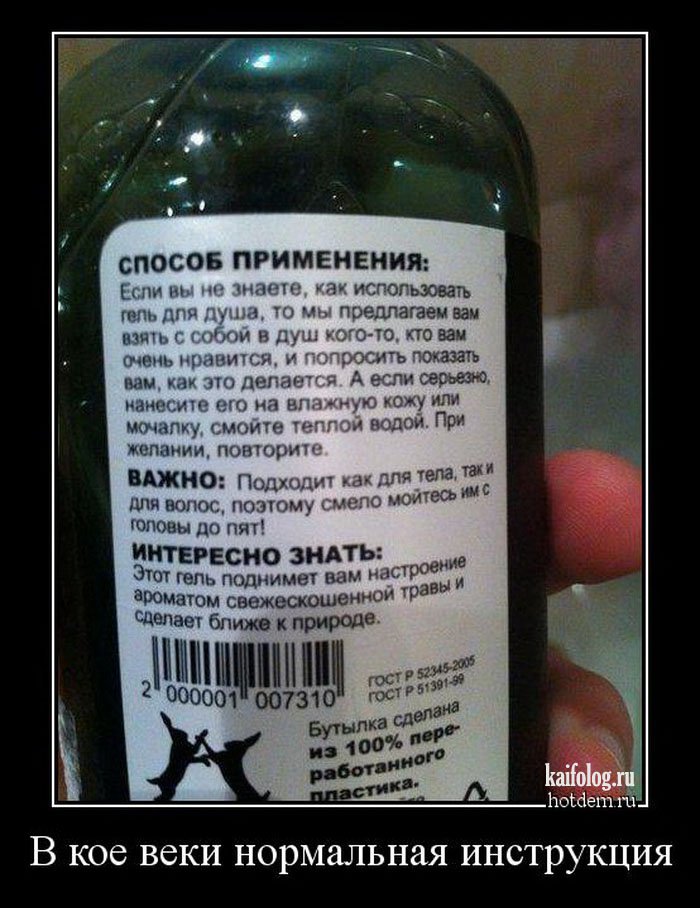 СПОСОБ ПРИМЕНЕНИЯ:
Если вы не знаете, как использовать
гель для душа, то мы предлагаем вам
взять с собой в душ кого-то, кто вам
очень нравится, и попросить показать
вам, как это делается. А если серьезно,
нанесите его на влажную кожу или
мочалку, смойте теплой водой. При
желании, повторите.
ВАЖНО: Подходит как для тела, так и
для волос, поэтому смело мойтесь им с
головы до пят!
ИНТЕРЕСНО ЗНАТЬ:
Этот гель поднимет вам настроение
ароматом свежескошенной травы и
сделает ближе к природе.
2 000001 007310
ГОСТ Р 52345-2005
ГОСТ Р 51391-99
Бутылка сделана
из 100% пере-
работанного
пластика.
kaifolog.ru
hotdem.ru
В кое веки нормальная инструкция